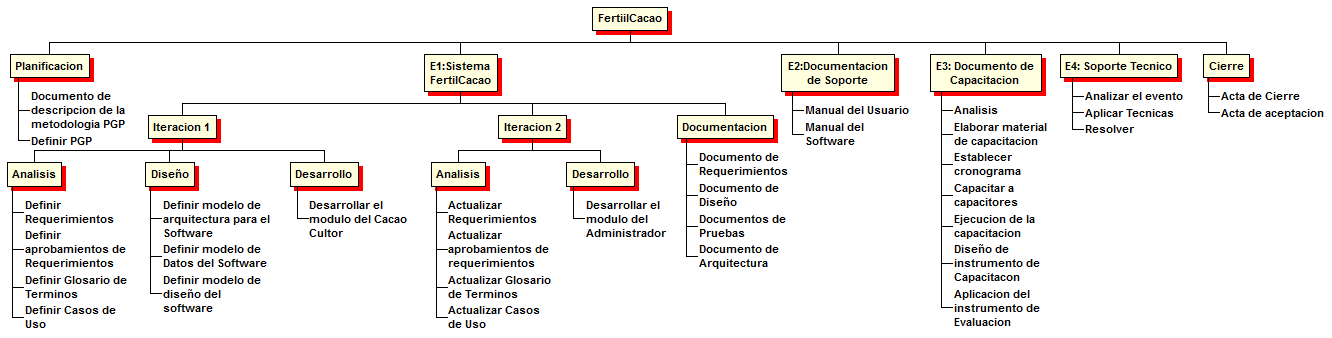 FertiilCacao
Planificacion
Documento de
descripcion de la
metodologia PGP
Definir PGP
E1:Sistema
FertilCacao
Iteracion 1
Analisis
Definir
Requerimientos
Definir
aprobamientos de
Requerimientos
Definir Glosario de
Terminos
Definir Casos de
Uso
Diseño
Definir modelo de
arquitectura para el
Software
Definir modelo de
Datos del Software
Definir modelo de
diseño del
software
Desarrollo
Desarrollar el
modulo del Cacao
Cultor
Iteracion 2
Analisis
Actualizar
Requerimientos
Actualizar
aprobamientos de
requerimientos
Actualizar Glosario
de Terminos
Actualizar Casos
de Uso
Desarrollo
Desarrollar el
modulo del
Administrador
Documentacion
Documento de
Requerimientos
Documento de
Diseño
Documentos de
Pruebas
Documento de
Arquitectura
E2:Documentacion
de Soporte
Manual del Usuario
Manual del
Software
E3: Documento de
Capacitacion
Analisis
Elaborar material
de capacitacion
Establecer
cronograma
Capacitar a
capacitores
Ejecucion de la
capacitacion
Diseño de
instrumento de
Capacitacon
Aplicacion del
instrumento de
Evaluacion
E4: Soporte Tecnico
Analizar el evento
Aplicar Tecnicas
Resolver
Cierre
Acta de Cierre
Acta de aceptacion